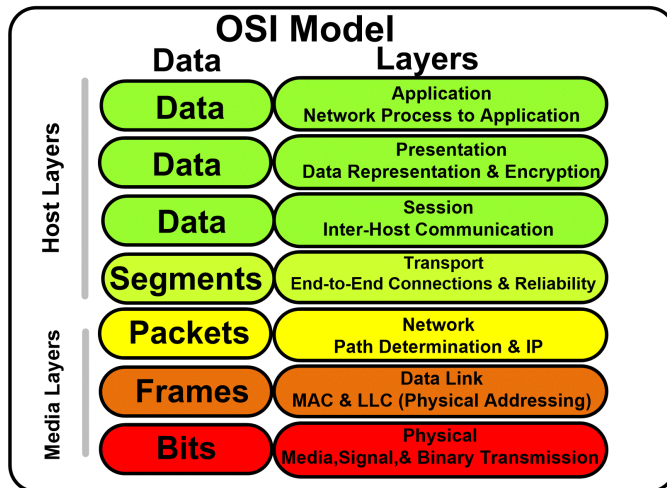 OSI Model
Data Layers
Host Layers
Data
Application
Network Process to Application
Data
Presentation
Data Representation & Encryption
Data
Session
Inter-Host Communication
Segments
Transport
End-to-End Connections & Reliability
Media Layers
Packets
Network
Path Determination & IP
Frames
Data Link
MAC & LLC (Physical Addressing)
Bits
Physical
Media,Signal,& Binary Transmission